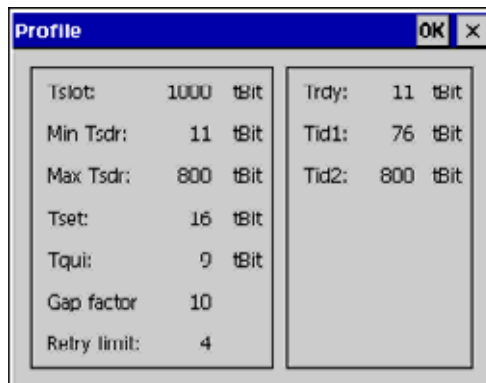 Profile OK ×
Tslot: 1000 tBit
Min Tsdr: 11 tBit
Max Tsdr: 800 tBit
Tset: 16 tBit
Tqui: 9 tBit
Gap factor 10
Retry limit: 4
Trdy: 11 tBit
Tid1: 76 tBit
Tid2: 800 tBit